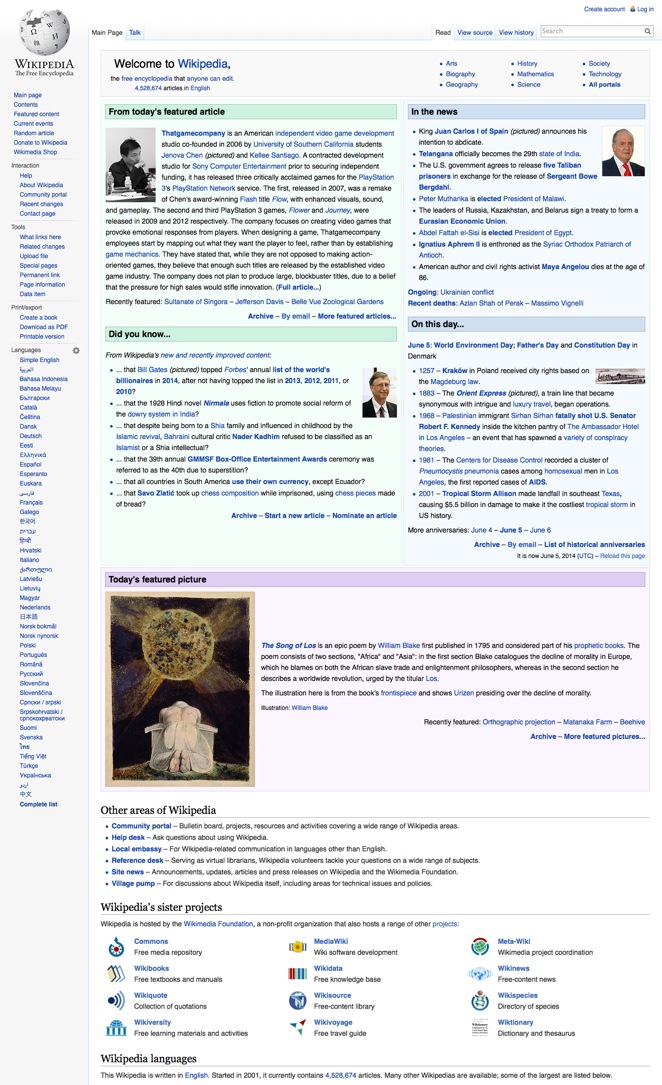 Create account Log in
WIKIPEDIA
The Free Encyclopedia
Main Page Talk
Read View source View history Search
Main page
Contents
Featured content
Current events
Random article
Donate to Wikipedia
Wikimedia Shop
Interaction
Help
About Wikipedia
Community portal
Recent changes
Contact page
Tools
What links here
Related changes
Upload file
Special pages
Permanent link
Page information
Data item
Print/export
Create a book
Download as PDF
Printable version
Languages
Simple English
العربية
Bahasa Indonesia
Bahasa Melayu
Български
Català
Čeština
Dansk
Deutsch
Eesti
Ελληνικά
Español
Esperanto
Euskara
فارسی
Français
Galego
한국어
עברית
हिन्दी
Hrvatski
Italiano
ქართული
Latviešu
Lietuvių
Magyar
Nederlands
日本語
Norsk bokmål
Norsk nynorsk
Polski
Português
Română
Русский
Slovenčina
Slovenščina
Српски / srpski
Srpskohrvatski /
српскохрватски
Suomi
Svenska
ไทย
Tiếng Việt
Türkçe
Українська
اردو
中文
Complete list
Welcome to Wikipedia,
the free encyclopedia that anyone can edit.
4,528,674 articles in English
Arts
Biography
Geography
History
Mathematics
Science
Society
Technology
All portals
From today's featured article
Thatgamecompany is an American independent video game development
studio co-founded in 2006 by University of Southern California students
Jenova Chen (pictured) and Kellee Santiago. A contracted development
studio for Sony Computer Entertainment prior to securing independent
funding, it has released three critically acclaimed games for the PlayStation
3's PlayStation Network service. The first, released in 2007, was a remake
of Chen's award-winning Flash title Flow, with enhanced visuals, sound,
and gameplay. The second and third PlayStation 3 games, Flower and Journey, were
released in 2009 and 2012 respectively. The company focuses on creating video games that
provoke emotional responses from players. When designing a game, Thatgamecompany
employees start by mapping out what they want the player to feel, rather than by establishing
game mechanics. They have stated that, while they are not opposed to making action-
oriented games, they believe that enough such titles are released by the established video
game industry. The company does not plan to produce large, blockbuster titles, due to a belief
that the pressure for high sales would stifle innovation. (Full article...)
Recently featured: Sultanate of Singora – Jefferson Davis – Belle Vue Zoological Gardens
Archive – By email – More featured articles...
Did you know...
From Wikipedia's new and recently improved content:
... that Bill Gates (pictured) topped Forbes' annual list of the world's
billionaires in 2014, after not having topped the list in 2013, 2012, 2011, or
2010?
... that the 1928 Hindi novel Nirmala uses fiction to promote social reform of
the dowry system in India?
... that despite being born to a Shia family and influenced in childhood by the
Islamic revival, Bahraini cultural critic Nader Kadhim refused to be classified as an
Islamist or a Shia intellectual?
... that the 39th annual GMMSF Box-Office Entertainment Awards ceremony was
referred to as the 40th due to superstition?
... that all countries in South America use their own currency, except Ecuador?
... that Savo Zlatić took up chess composition while imprisoned, using chess pieces made
of bread?
Archive – Start a new article – Nominate an article
In the news
King Juan Carlos I of Spain (pictured) announces his
intention to abdicate.
Telangana officially becomes the 29th state of India.
The U.S. government agrees to release five Taliban
prisoners in exchange for the release of Sergeant Bowe
Bergdahl.
Peter Mutharika is elected President of Malawi.
The leaders of Russia, Kazakhstan, and Belarus sign a treaty to form a
Eurasian Economic Union.
Abdel Fattah el-Sisi is elected President of Egypt.
Ignatius Aphrem II is enthroned as the Syriac Orthodox Patriarch of
Antioch.
American author and civil rights activist Maya Angelou dies at the age of
86.
Ongoing: Ukrainian conflict
Recent deaths: Azlan Shah of Perak – Massimo Vignelli
On this day...
June 5: World Environment Day; Father's Day and Constitution Day in
Denmark
1257 – Kraków in Poland received city rights based on
the Magdeburg law.
1883 – The Orient Express (pictured), a train line that became
synonymous with intrigue and luxury travel, began operations.
1968 – Palestinian immigrant Sirhan Sirhan fatally shot U.S. Senator
Robert F. Kennedy inside the kitchen pantry of The Ambassador Hotel
in Los Angeles – an event that has spawned a variety of conspiracy
theories.
1981 – The Centers for Disease Control recorded a cluster of
Pneumocystis pneumonia cases among homosexual men in Los
Angeles, the first reported cases of AIDS.
2001 – Tropical Storm Allison made landfall in southeast Texas,
causing $5.5 billion in damage to make it the costliest tropical storm in
US history.
More anniversaries: June 4 – June 5 – June 6
Archive – By email – List of historical anniversaries
It is now June 5, 2014 (UTC) – Reload this page
Today's featured picture
The Song of Los is an epic poem by William Blake first published in 1795 and considered part of his prophetic books. The
poem consists of two sections, "Africa" and "Asia": in the first section Blake catalogues the decline of morality in Europe,
which he blames on both the African slave trade and enlightenment philosophers, whereas in the second section he
describes a worldwide revolution, urged by the titular Los.
The illustration here is from the book's frontispiece and shows Urizen presiding over the decline of morality.
Illustration: William Blake
Recently featured: Orthographic projection – Matanaka Farm – Beehive
Archive – More featured pictures...
Other areas of Wikipedia
Community portal – Bulletin board, projects, resources and activities covering a wide range of Wikipedia areas.
Help desk – Ask questions about using Wikipedia.
Local embassy – For Wikipedia-related communication in languages other than English.
Reference desk – Serving as virtual librarians, Wikipedia volunteers tackle your questions on a wide range of subjects.
Site news – Announcements, updates, articles and press releases on Wikipedia and the Wikimedia Foundation.
Village pump – For discussions about Wikipedia itself, including areas for technical issues and policies.
Wikipedia's sister projects
Wikipedia is hosted by the Wikimedia Foundation, a non-profit organization that also hosts a range of other projects:
Commons
Free media repository
MediaWiki
Wiki software development
Meta-Wiki
Wikimedia project coordination
Wikibooks
Free textbooks and manuals
Wikidata
Free knowledge base
Wikinews
Free-content news
Wikiquote
Collection of quotations
Wikisource
Free-content library
Wikispecies
Directory of species
Wikiversity
Free learning materials and activities
Wikivoyage
Free travel guide
Wiktionary
Dictionary and thesaurus
Wikipedia languages
This Wikipedia is written in English. Started in 2001, it currently contains 4,528,674 articles. Many other Wikipedias are available; some of the largest are listed below.